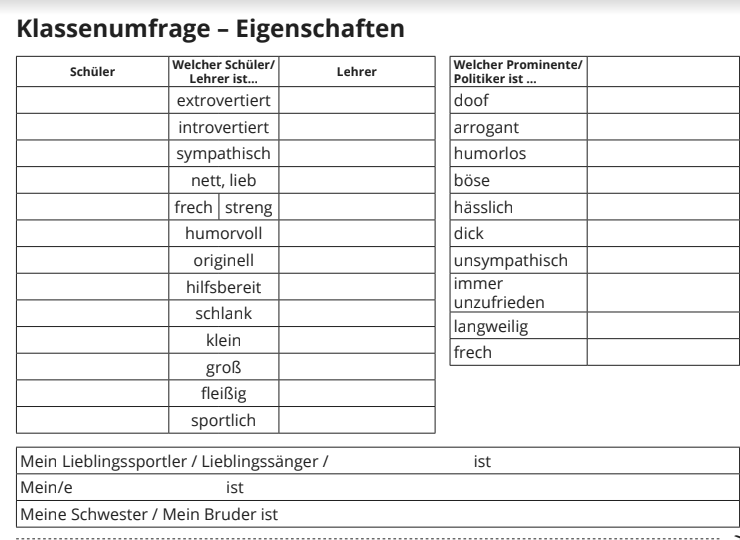 Klassenumfrage – Eigenschaften
Schüler
Welcher Schüler/
Lehrer ist...
Lehrer
extrovertiert
introvertiert
sympathisch
nett, lieb
frech streng
humorvoll
originell
hilfsbereit
schlank
klein
groß
fleißig
sportlich
Welcher Prominente/
Politiker ist ...
doof
arrogant
humorlos
böse
hässlich
dick
unsympathisch
immer
unzufrieden
langweilig
frech
Mein Lieblingssportler / Lieblingssänger / ist
Mein/e ist
Meine Schwester / Mein Bruder ist